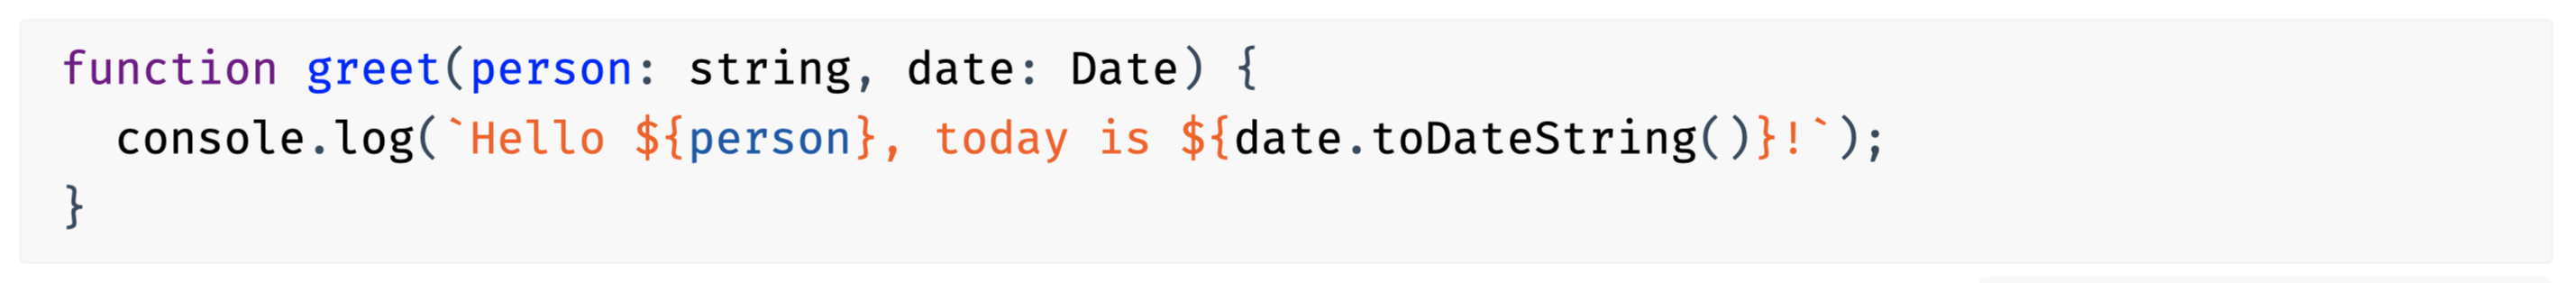 function greet(person: string, date: Date) {
  console.log(`Hello ${person}, today is ${date.toDateString()}!`);
}